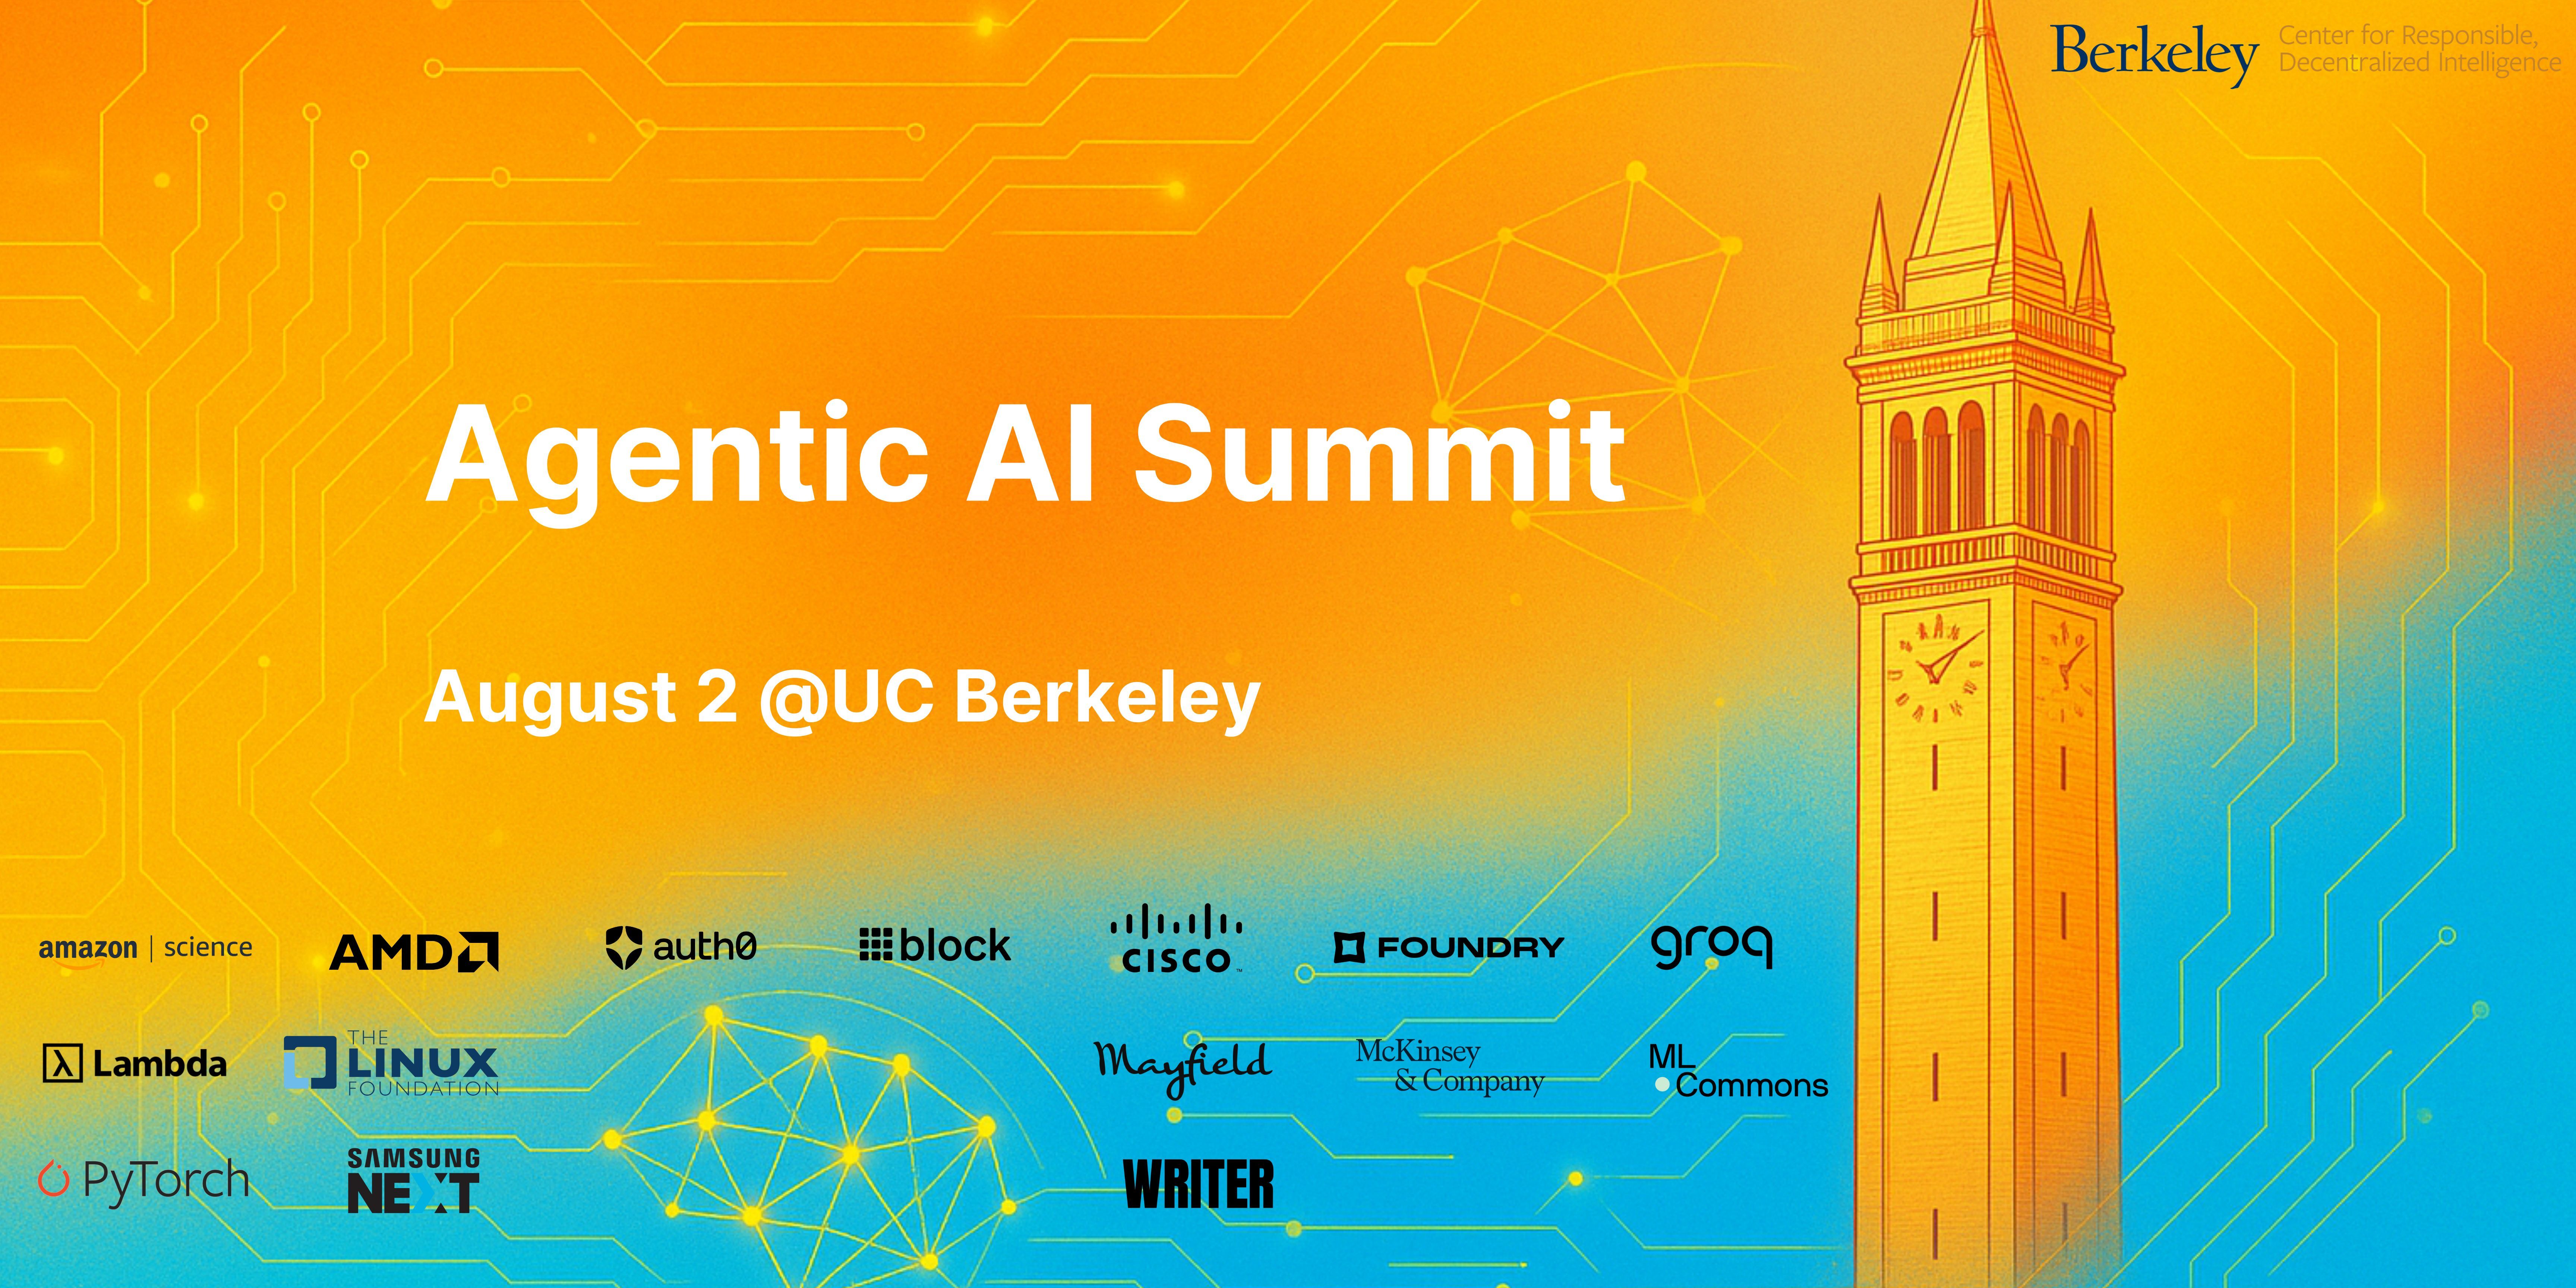 Berkeley
Center for Responsible,
Decentralized Intelligence
Agentic AI Summit
August 2 @UC Berkeley
amazon | science
AMD
auth0
block
CISCO™
FOUNDRY
groq
Lambda
THE
LINUX
FOUNDATION
Mayfield
McKinsey
& Company
ML
Commons
PyTorch
SAMSUNG
NEXT
WRITER